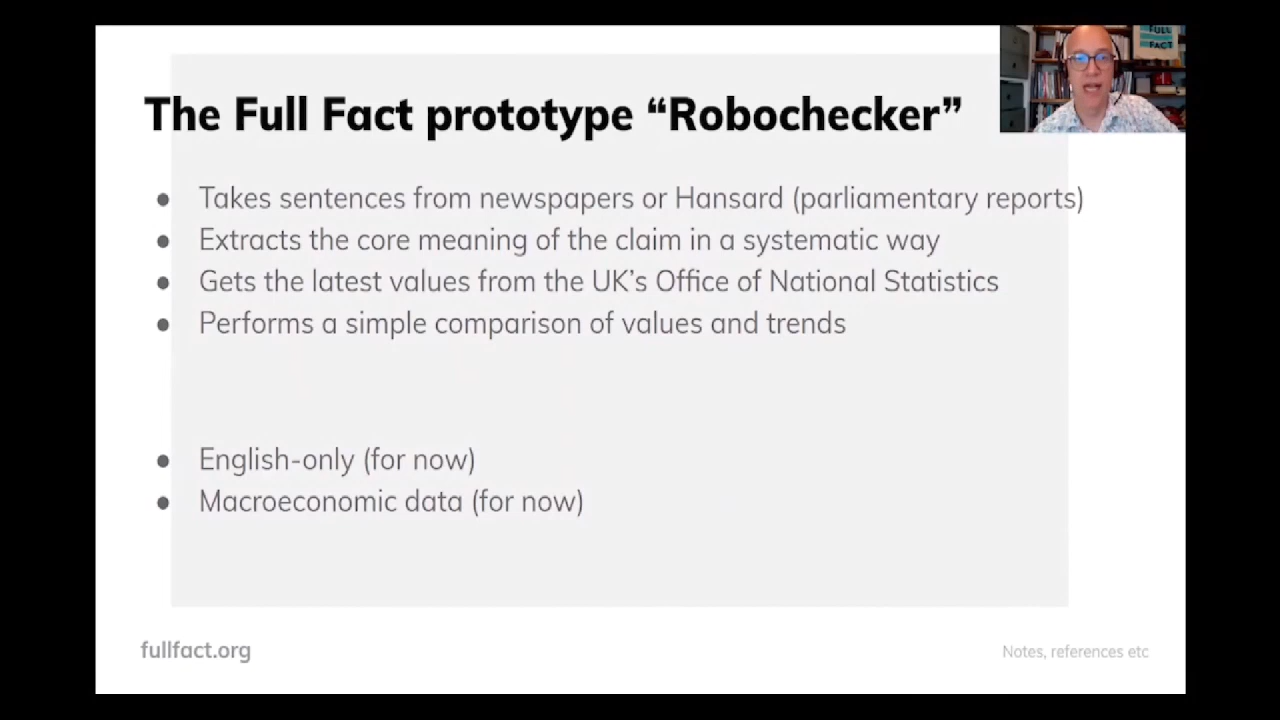 FULL
FACT
The Full Fact prototype “Robochecker”
● Takes sentences from newspapers or Hansard (parliamentary reports)
● Extracts the core meaning of the claim in a systematic way
● Gets the latest values from the UK’s Office of National Statistics
● Performs a simple comparison of values and trends
● English-only (for now)
● Macroeconomic data (for now)
fullfact.org
Notes, references etc